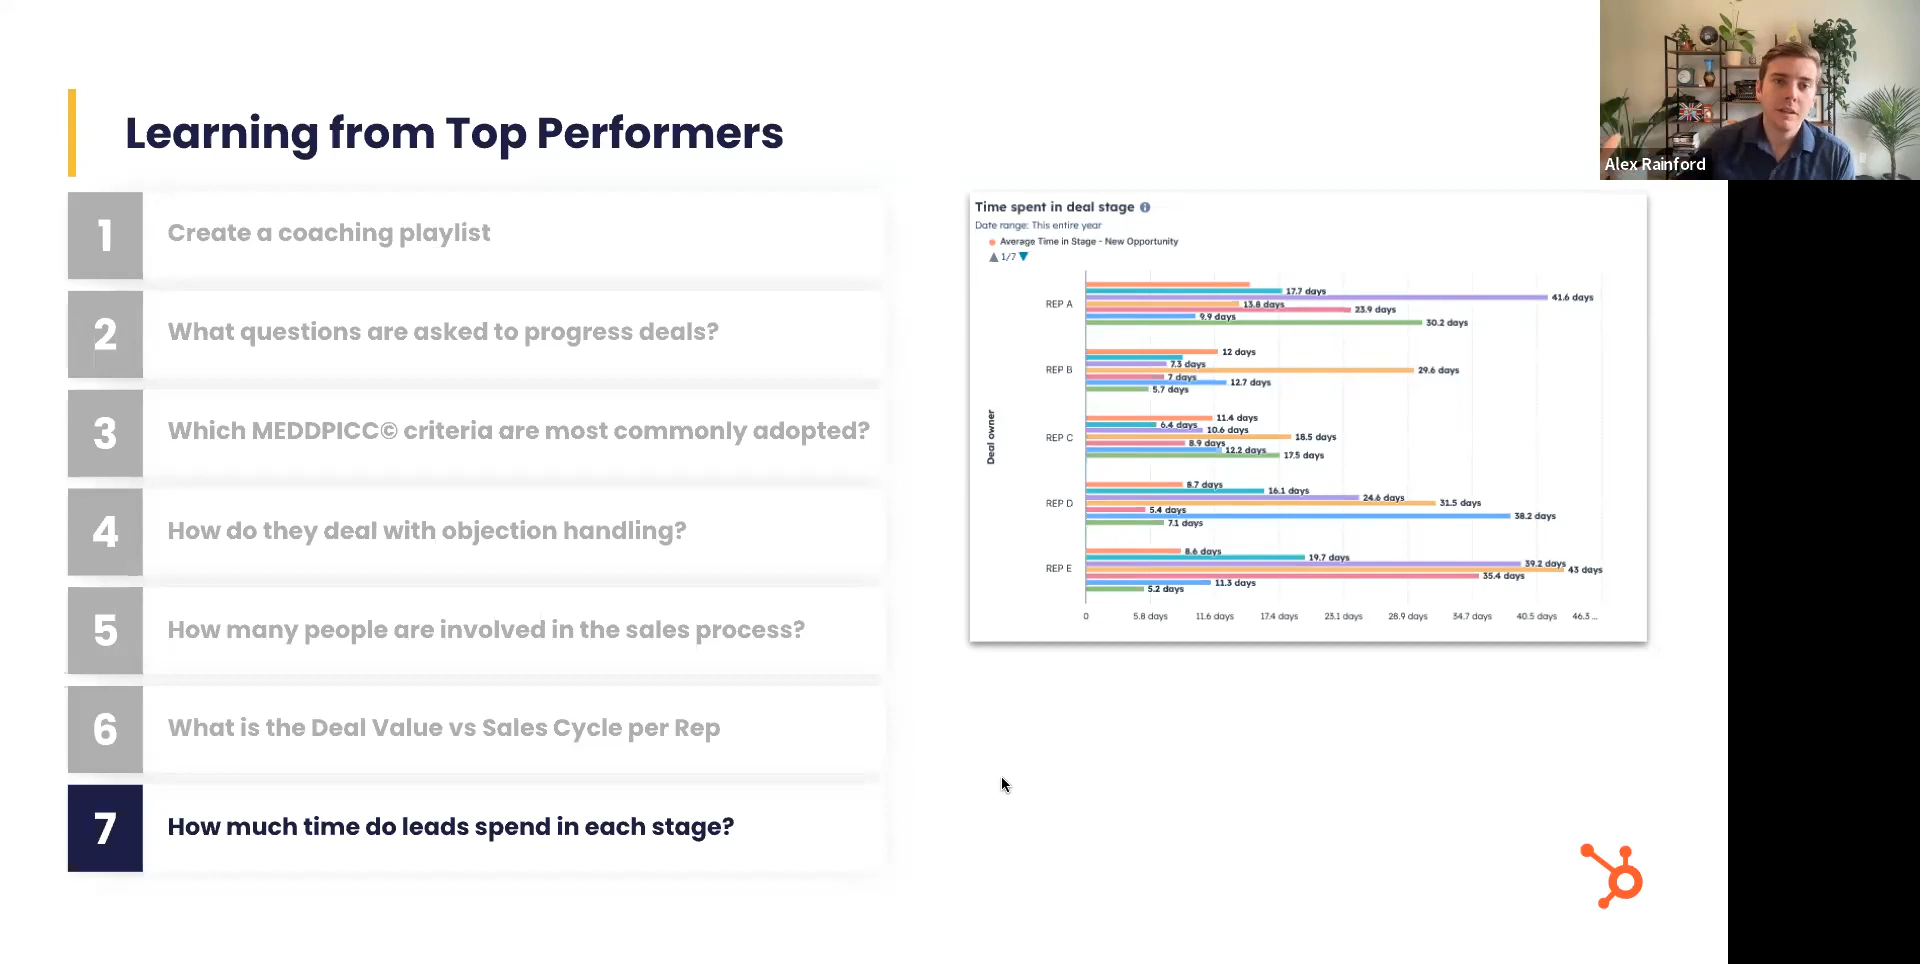 Learning from Top Performers
1
Create a coaching playlist
2
What questions are asked to progress deals?
3
Which MEDDPICC© criteria are most commonly adopted?
4
How do they deal with objection handling?
5
How many people are involved in the sales process?
6
What is the Deal Value vs Sales Cycle per Rep
7
How much time do leads spend in each stage?
Alex Rainford
Time spent in deal stage
Date range: This entire year
Average Time in Stage - New Opportunity
1/7
Deal owner
REP A
17.7 days
41.6 days
13.8 days
23.9 days
9.9 days
30.2 days
REP B
12 days
7.3 days
29.6 days
7 days
12.7 days
5.7 days
REP C
11.4 days
6.4 days
10.6 days
18.5 days
8.9 days
12.2 days
17.5 days
REP D
8.7 days
16.1 days
24.6 days
31.5 days
5.4 days
38.2 days
7.1 days
REP E
8.6 days
19.7 days
39.2 days
43 days
35.4 days
11.3 days
5.2 days
0 5.8 days 11.6 days 17.4 days 23.1 days 28.9 days 34.7 days 40.5 days 46.3 ...